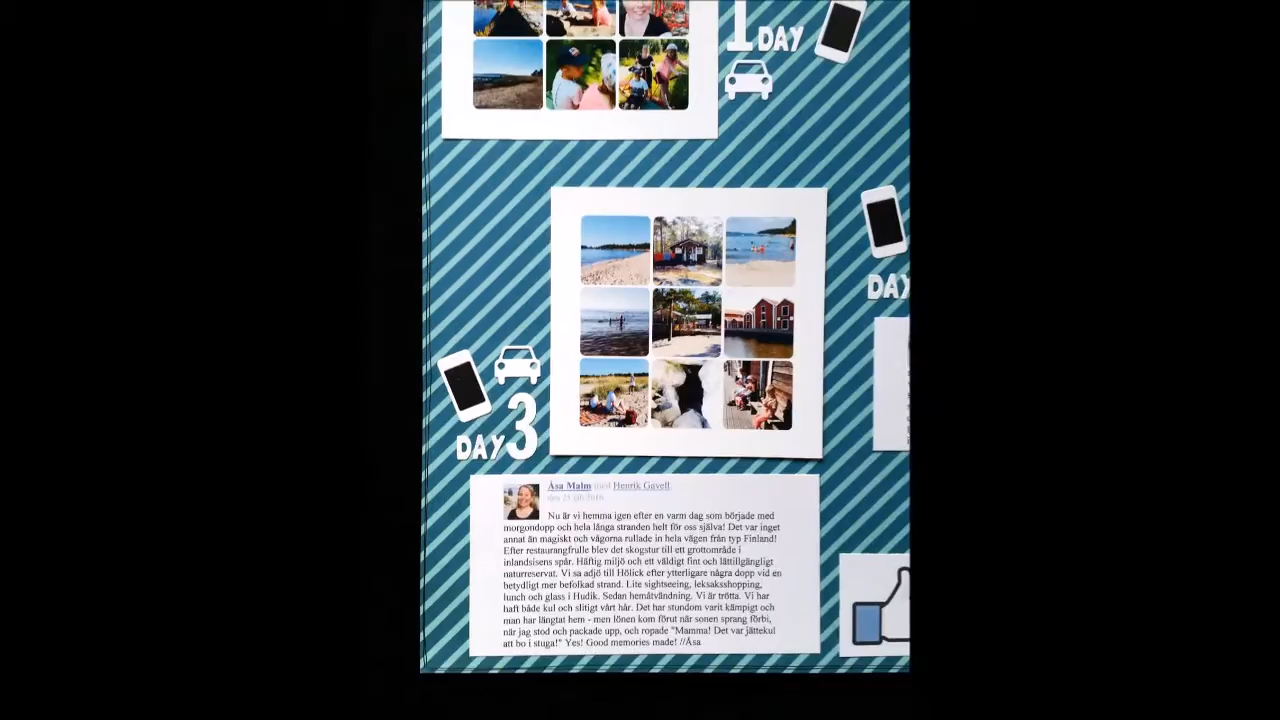 1 DAY
DAY
DAY 3
Åsa Malm med Henrik Gavell
den 21 juli 2016
Nu är vi hemma igen efter en varm dag som började med
morgondopp och hela långa stranden helt för oss själva! Det var inget
annat än magiskt och vågorna rullade in hela vägen från typ Finland!
Efter restaurangfrulle blev det skogstur till ett grottområde i
inlandsisens spår. Häftig miljö och ett väldigt fint och lättillgängligt
naturreservat. Vi sa adjö till Hölick efter ytterligare några dopp vid en
betydligt mer befolkad strand. Lite sightseeing, leksaksshopping,
lunch och glass i Hudik. Sedan hemåtvändning. Vi är trötta. Vi har
haft både kul och slitigt vårt här. Det har stundom varit kämpigt och
man har längtat hem - men lönen kom förut när sonen sprang förbi,
när jag stod och packade upp, och ropade "Mamma! Det var jättekul
att bo i stuga!" Yes! Good memories made! //Åsa